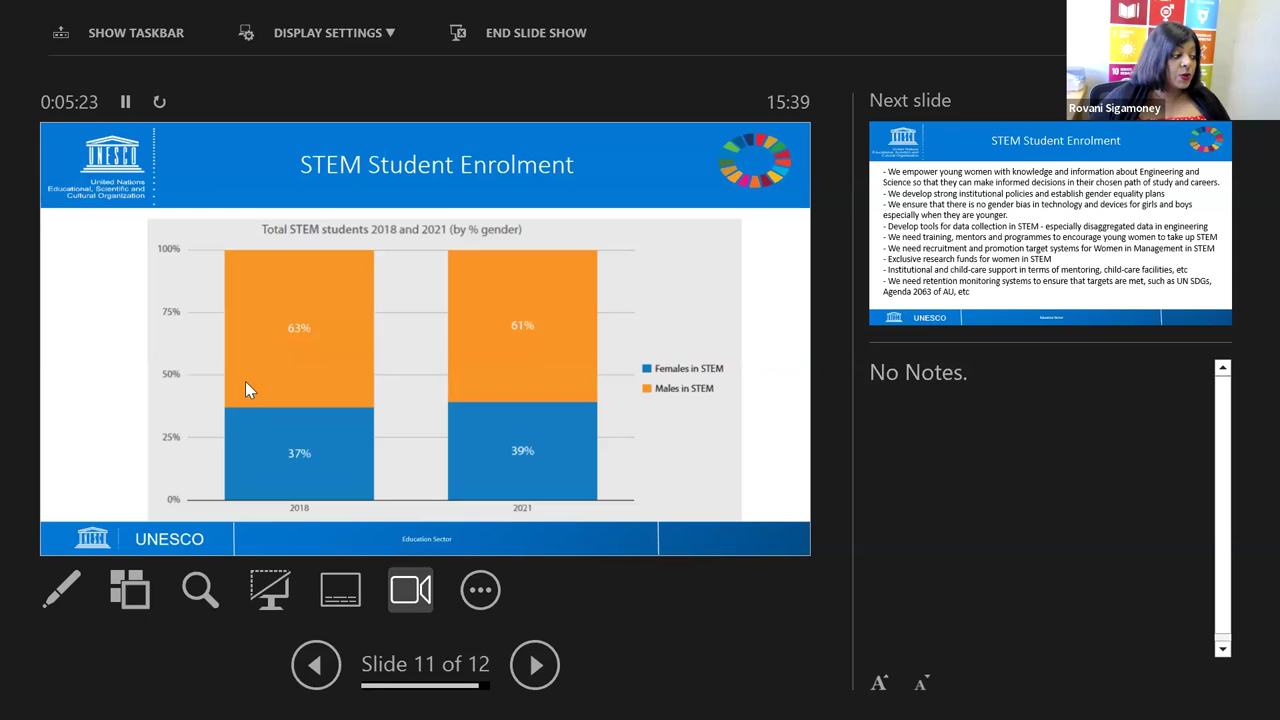 SHOW TASKBAR
DISPLAY SETTINGS ▼
END SLIDE SHOW
0:05:23
15:39
Next slide
Rovani Sigamoney
UNESCO
United Nations
Educational, Scientific and
Cultural Organization
STEM Student Enrolment
Total STEM students 2018 and 2021 (by % gender)
100%
75%
50%
25%
0%
63%
61%
37%
39%
2018
2021
Females in STEM
Males in STEM
UNESCO
Education Sector
STEM Student Enrolment
- We empower young women with knowledge and information about Engineering and
Science so that they can make informed decisions in their chosen path of study and careers.
- We develop strong institutional policies and establish gender equality plans
- We ensure that there is no gender bias in technology and devices for girls and boys
especially when they are younger.
- Develop tools for data collection in STEM - especially disaggregated data in engineering
- We need training, mentors and programmes to encourage young women to take up STEM
- We need recruitment and promotion target systems for Women in Management in STEM
- Exclusive research funds for women in STEM
- Institutional and child-care support in terms of mentoring, child-care facilities, etc
- We need retention monitoring systems to ensure that targets are met, such as UN SDGs,
Agenda 2063 of AU, etc
UNESCO
Education Sector
No Notes.
Slide 11 of 12
A
A